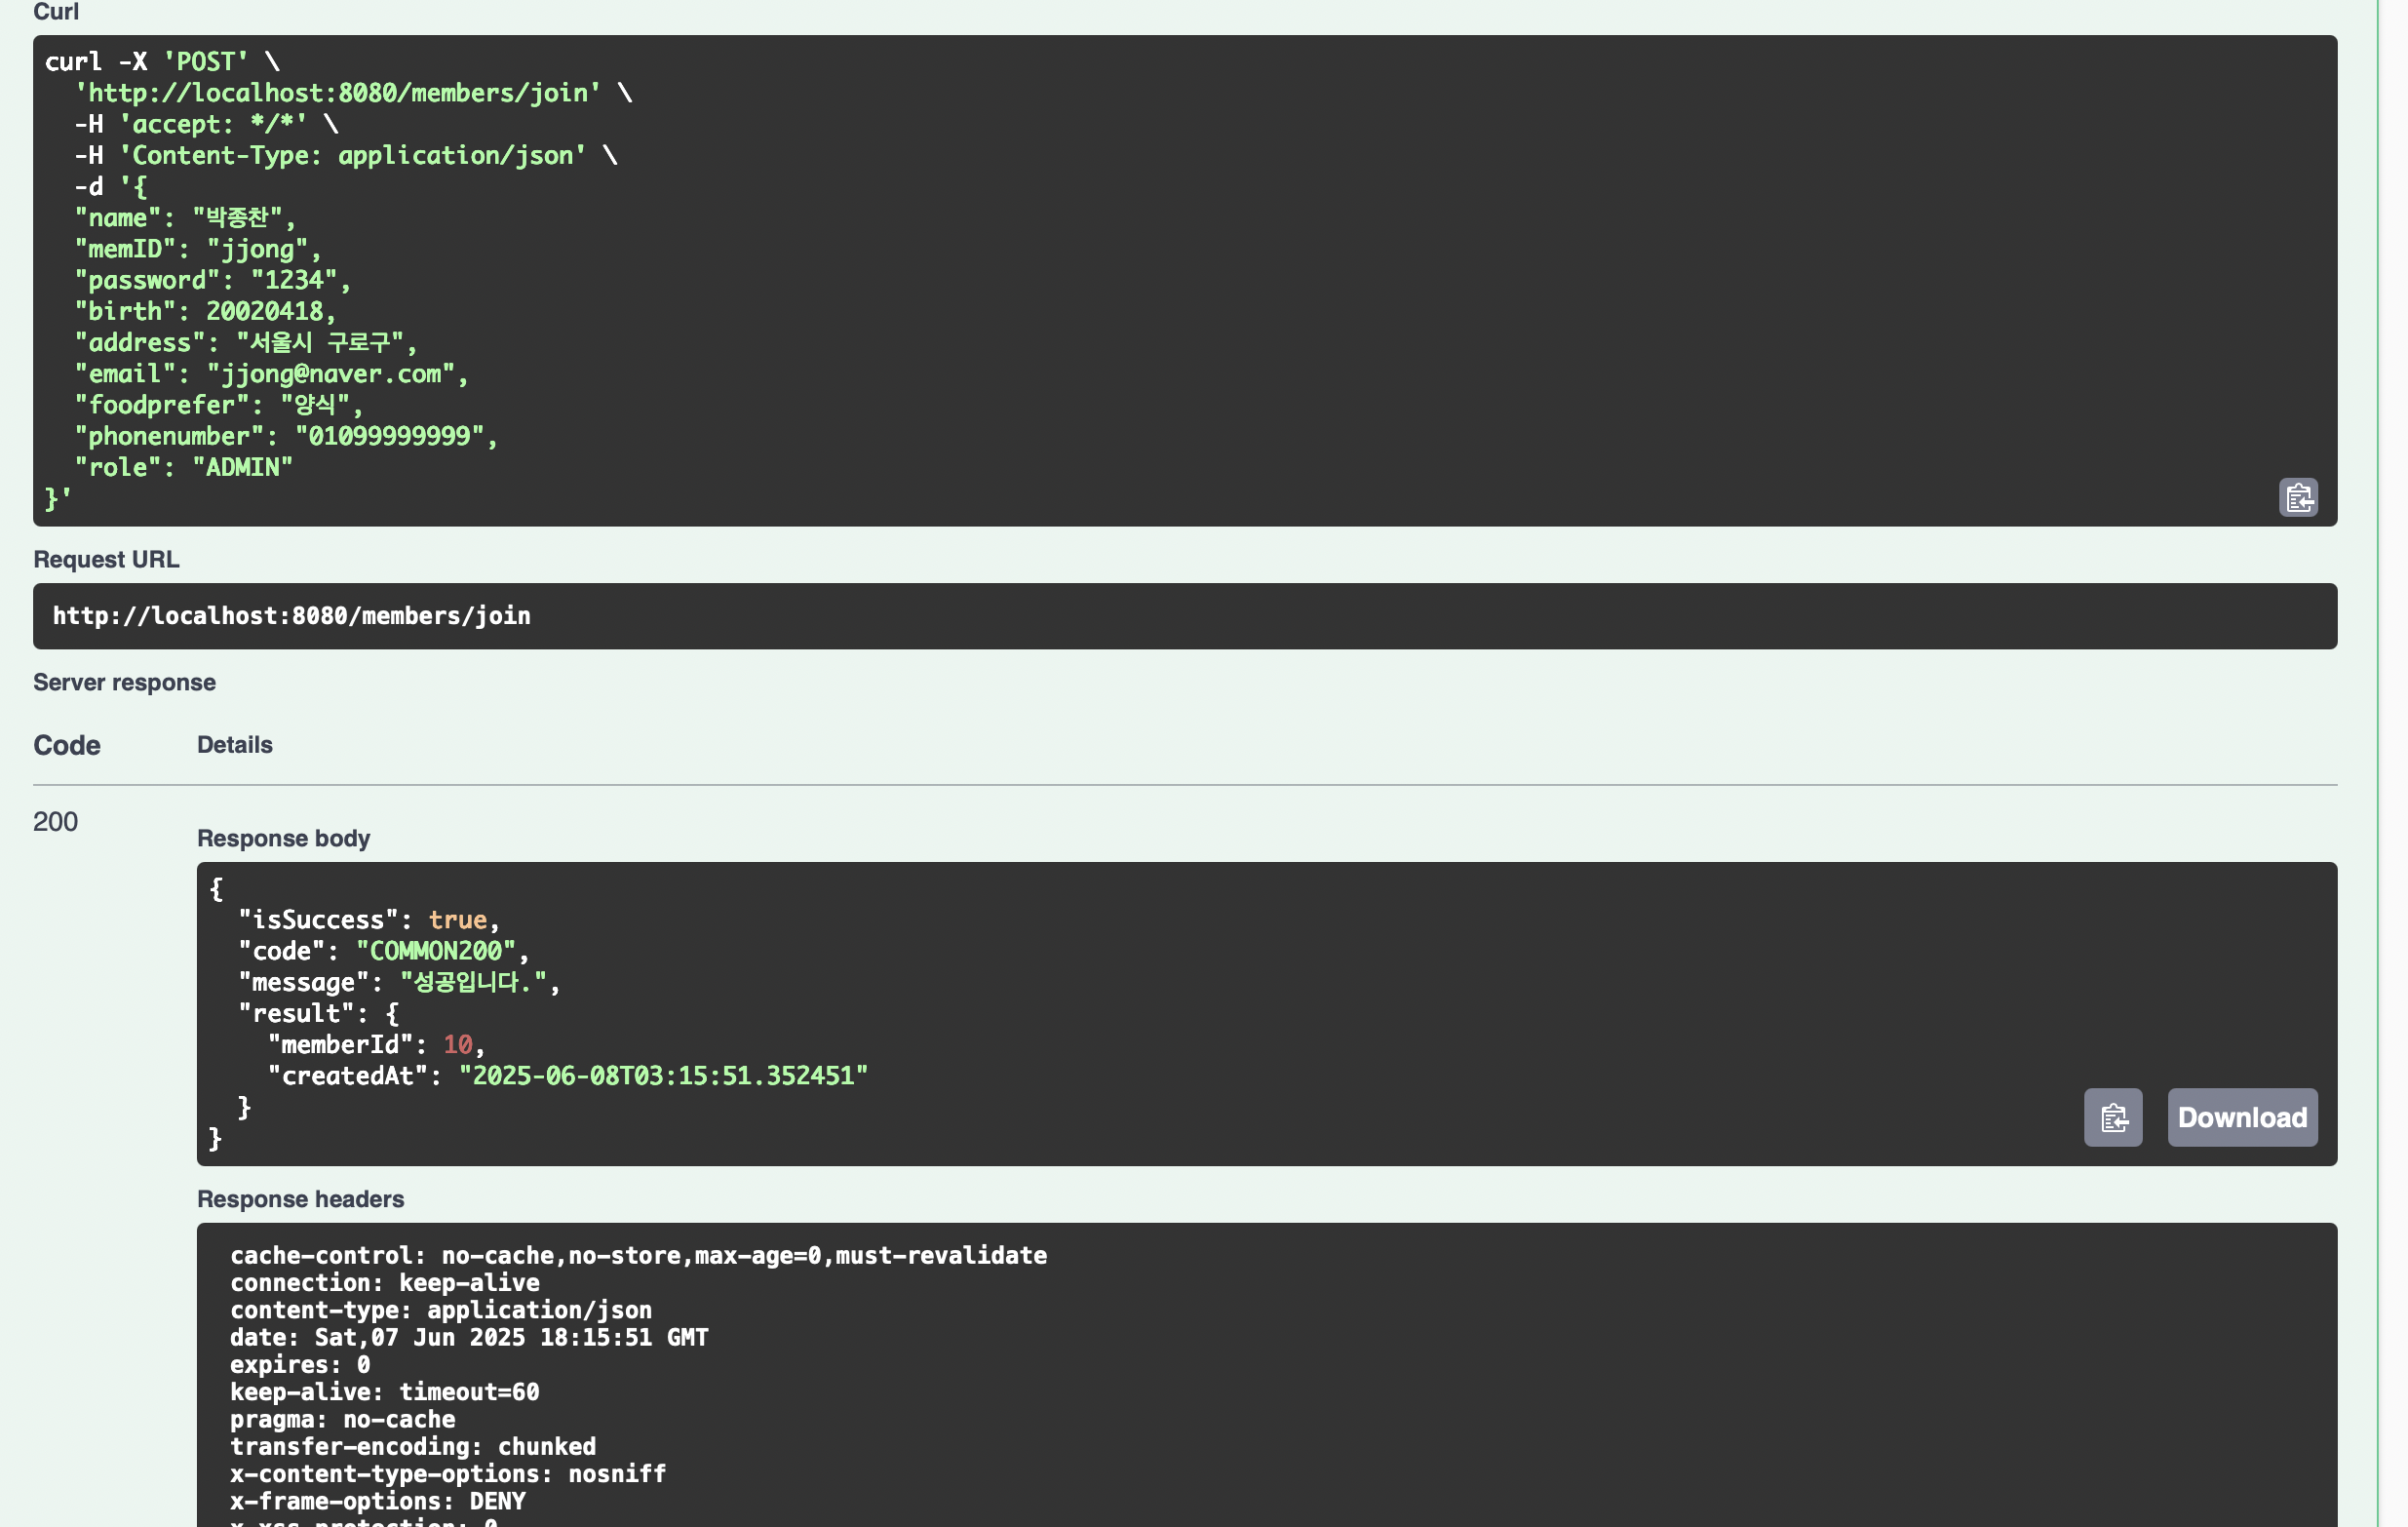 Curl
curl -X 'POST' \
  'http://localhost:8080/members/join' \
  -H 'accept: */*' \
  -H 'Content-Type: application/json' \
  -d '{
  "name": "박종찬",
  "memID": "jjong",
  "password": "1234",
  "birth": 20020418,
  "address": "서울시 구로구",
  "email": "jjong@naver.com",
  "foodprefer": "양식",
  "phonenumber": "01099999999",
  "role": "ADMIN"
}'
Request URL
http://localhost:8080/members/join
Server response
Code Details
200
Response body
{
  "isSuccess": true,
  "code": "COMMON200",
  "message": "성공입니다.",
  "result": {
    "memberId": 10,
    "createdAt": "2025-06-08T03:15:51.352451"
  }
}
Download
Response headers
cache-control: no-cache,no-store,max-age=0,must-revalidate
connection: keep-alive
content-type: application/json
date: Sat,07 Jun 2025 18:15:51 GMT
expires: 0
keep-alive: timeout=60
pragma: no-cache
transfer-encoding: chunked
x-content-type-options: nosniff
x-frame-options: DENY
x-xss-protection: 0